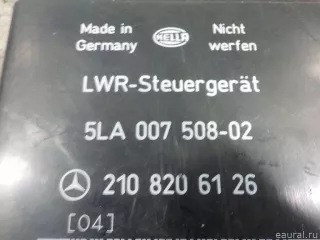 Made in Germany
HELLA
Nicht werfen
LWR-Steuergerät
5LA 007 508-02
210 820 61 26
[04]
© eaural.ru